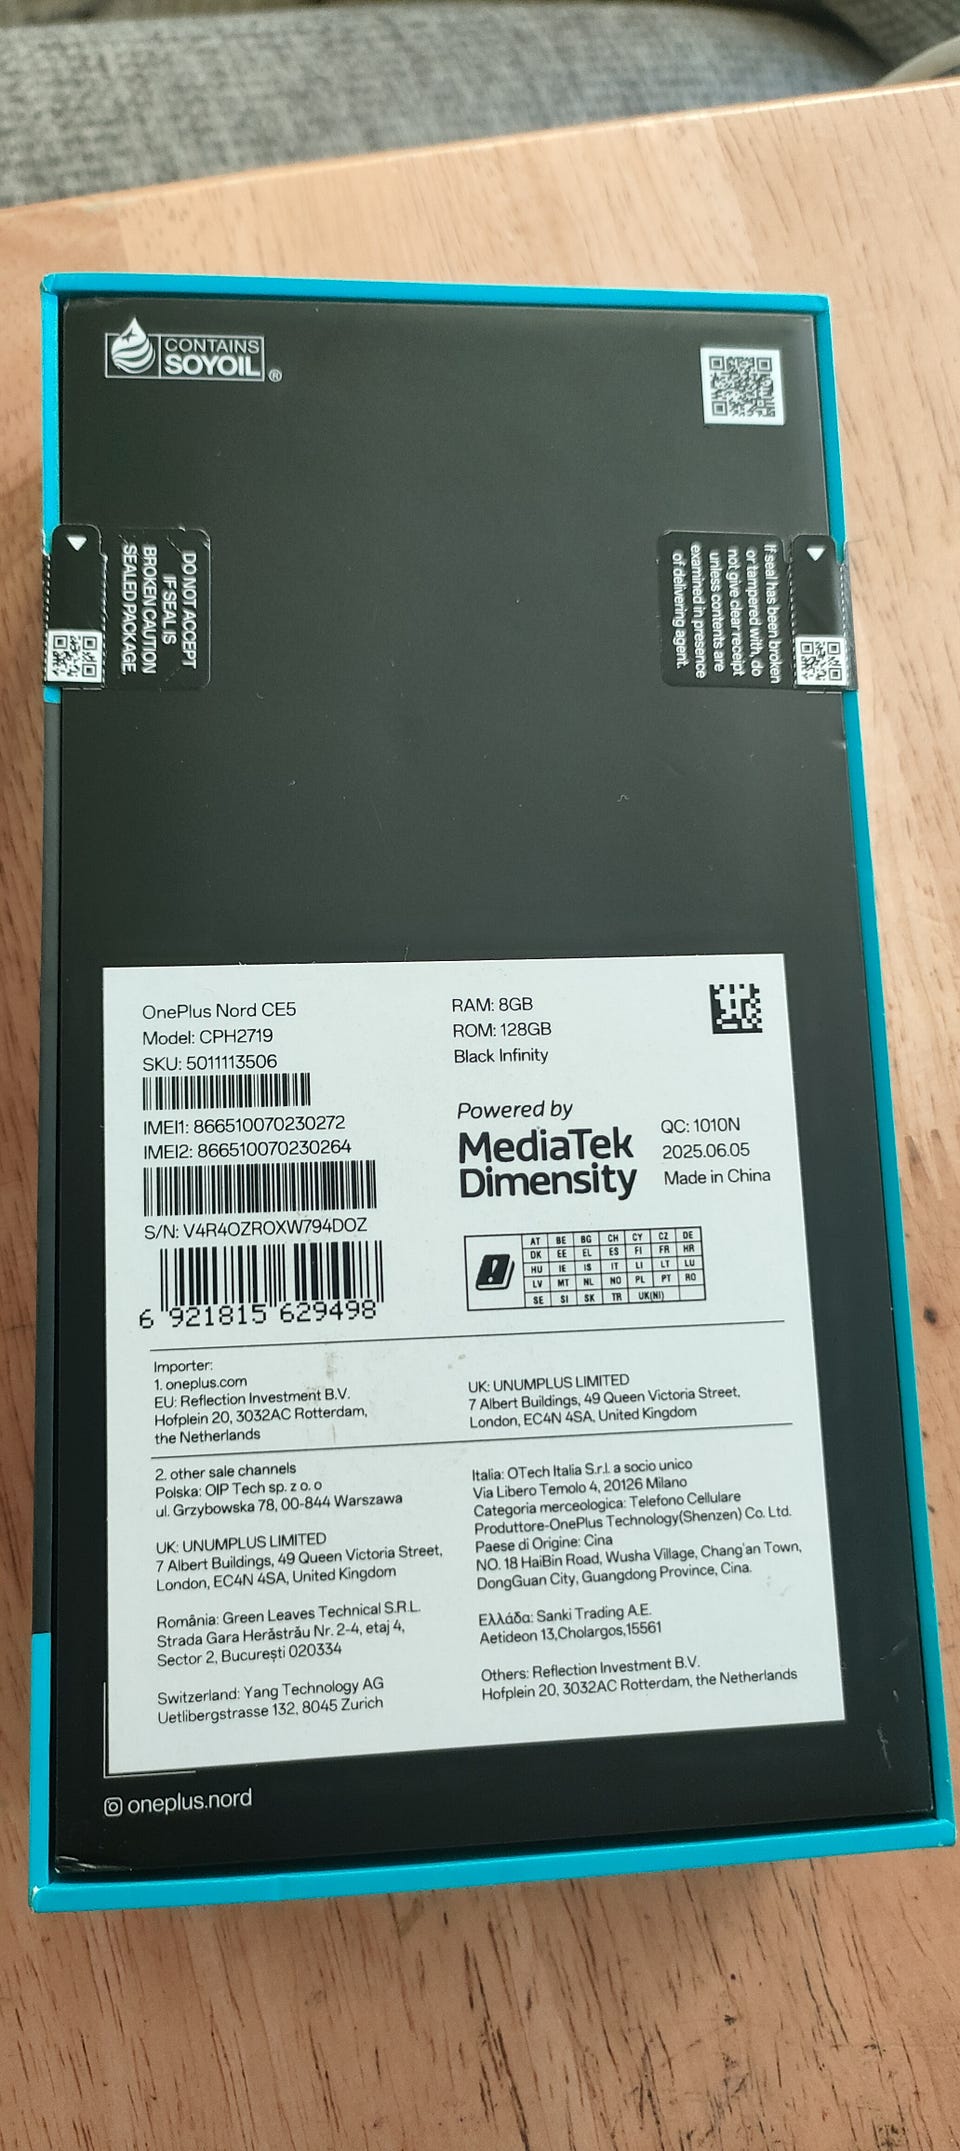 CONTAINS
SOYOIL®
DO NOT ACCEPT
IF SEAL IS
BROKEN CAUTION
SEALED PACKAGE.
If seal has been broken
or tampered with, do
not give clear receipt
unless contents are
examined in presence
of delivering agent.
OnePlus Nord CE5
Model: CPH2719
SKU: 5011113506
IMEI1: 866510070230272
IMEI2: 866510070230264
S/N: V4R4OZROXW794DOZ
6 921815 629498
RAM: 8GB
ROM: 128GB
Black Infinity
Powered by
MediaTek
Dimensity
QC: 1010N
2025.06.05
Made in China
AT BE BG CH CY CZ DE
DK EE EL ES FI FR HR
HU IE IS IT LI LT LU
LV MT NL NO PL PT RO
SE SI SK TR UK(NI)
Importer:
1. oneplus.com
EU: Reflection Investment B.V.
Hofplein 20, 3032AC Rotterdam,
the Netherlands
UK: UNUMPLUS LIMITED
7 Albert Buildings, 49 Queen Victoria Street,
London, EC4N 4SA, United Kingdom
2. other sale channels
Polska: OIP Tech sp. z o. o
ul. Grzybowska 78, 00-844 Warszawa
UK: UNUMPLUS LIMITED
7 Albert Buildings, 49 Queen Victoria Street,
London, EC4N 4SA, United Kingdom
România: Green Leaves Technical S.R.L.
Strada Gara Herăstrău Nr. 2-4, etaj 4,
Sector 2, București 020334
Switzerland: Yang Technology AG
Uetlibergstrasse 132, 8045 Zurich
Italia: OTech Italia S.r.l. a socio unico
Via Libero Temolo 4, 20126 Milano
Categoria merceologica: Telefono Cellulare
Produttore-OnePlus Technology(Shenzen) Co. Ltd.
Paese di Origine: Cina
NO. 18 HaiBin Road, Wusha Village, Chang'an Town,
DongGuan City, Guangdong Province, Cina.
Ελλάδα: Sanki Trading A.E.
Aetideon 13,Cholargos,15561
Others: Reflection Investment B.V.
Hofplein 20, 3032AC Rotterdam, the Netherlands
oneplus.nord